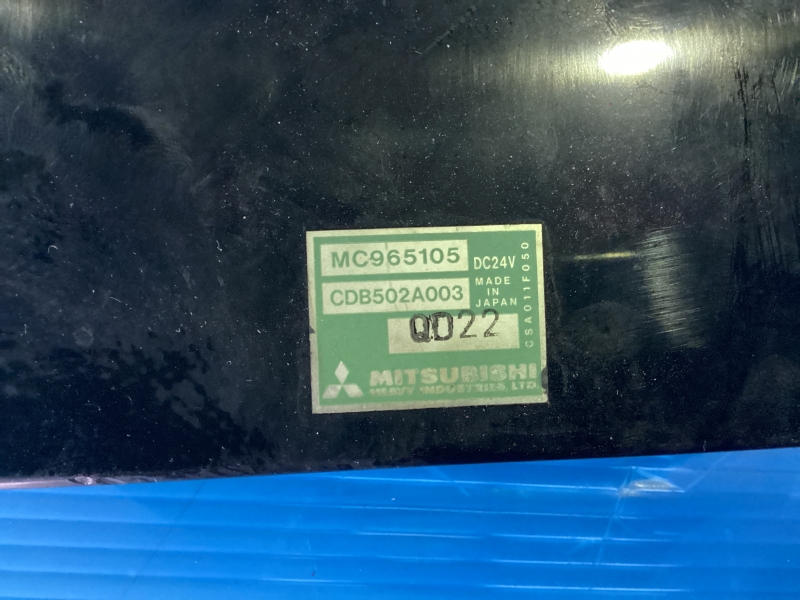 MC965105
DC24V
CDB502A003
MADE
IN
JAPAN
QD22
MITSUBISHI
HEAVY INDUSTRIES, LTD
CSA011F050